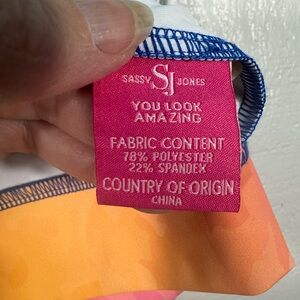 SASSY SJ JONES
YOU LOOK
AMAZING
FABRIC CONTENT
78% POLYESTER
22% SPANDEX
COUNTRY OF ORIGIN
CHINA